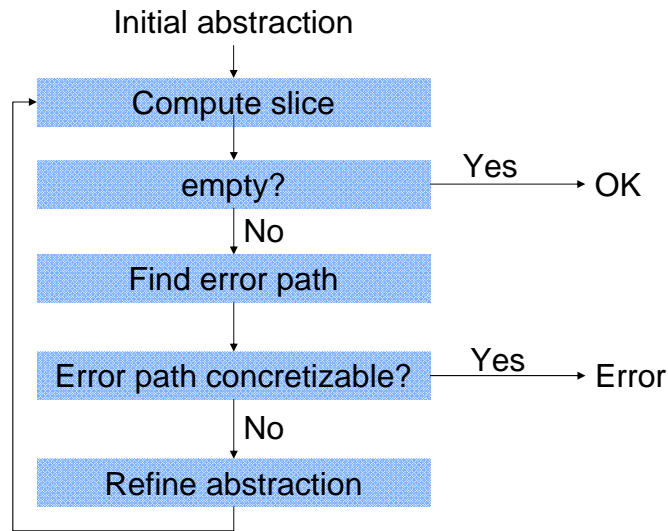 Initial abstraction
Compute slice
empty?
Yes
OK
No
Find error path
Error path concretizable?
Yes
Error
No
Refine abstraction